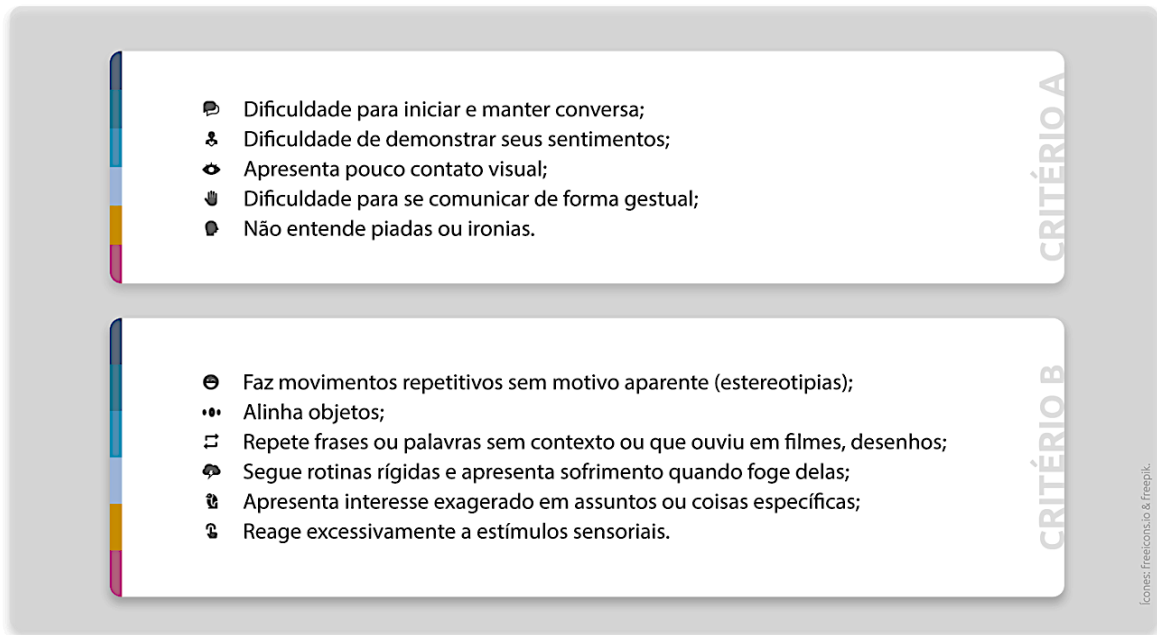 Dificuldade para iniciar e manter conversa;
Dificuldade de demonstrar seus sentimentos;
Apresenta pouco contato visual;
Dificuldade para se comunicar de forma gestual;
Não entende piadas ou ironias.
CRITÉRIO A
Faz movimentos repetitivos sem motivo aparente (estereotipias);
Alinha objetos;
Repete frases ou palavras sem contexto ou que ouviu em filmes, desenhos;
Segue rotinas rígidas e apresenta sofrimento quando foge delas;
Apresenta interesse exagerado em assuntos ou coisas específicas;
Reage excessivamente a estímulos sensoriais.
CRITÉRIO B
Ícones: freeicons.io & freepik.